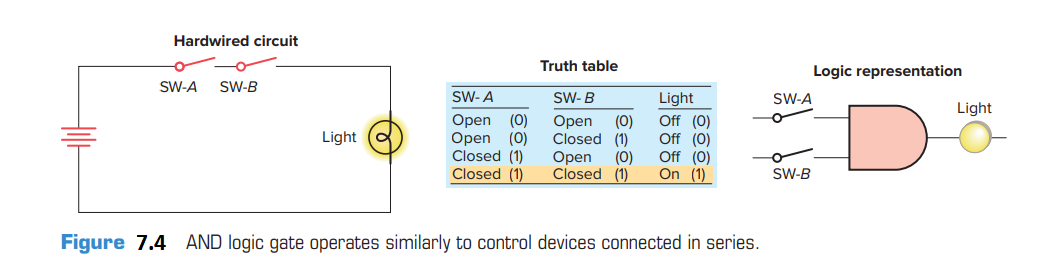 Hardwired circuit
SW-A SW-B
Light
Truth table
SW-A SW-B Light
Open (0) Open (0) Off (0)
Open (0) Closed (1) Off (0)
Closed (1) Open (0) Off (0)
Closed (1) Closed (1) On (1)
Logic representation
SW-A
Light
SW-B
Figure 7.4 AND logic gate operates similarly to control devices connected in series.